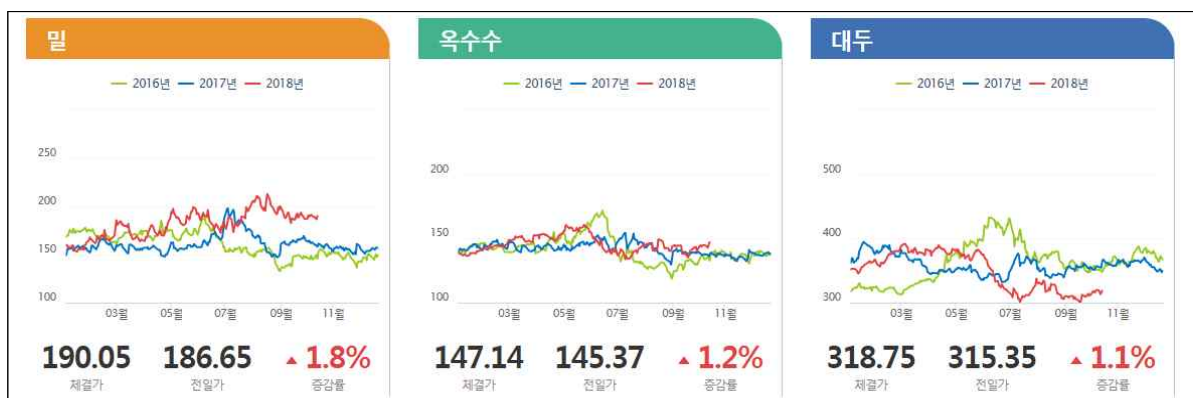 밀
2016년 2017년 2018년
250
200
150
100
03월 05월 07월 09월 11월
190.05 186.65 ▲ 1.8%
체결가 전일가 증감률
옥수수
2016년 2017년 2018년
200
150
100
03월 05월 07월 09월 11월
147.14 145.37 ▲ 1.2%
체결가 전일가 증감률
대두
2016년 2017년 2018년
500
400
300
03월 05월 07월 09월 11월
318.75 315.35 ▲ 1.1%
체결가 전일가 증감률